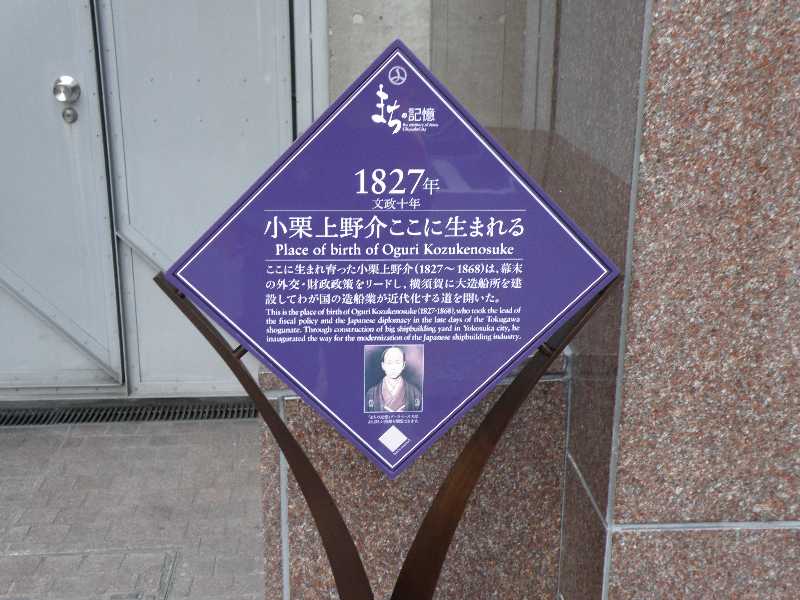 まちの記憶
the memory of town
Chiyoda City
1827年
文政十年
小栗上野介ここに生まれる
Place of birth of Oguri Kozukenosuke
ここに生まれ育った小栗上野介(1827〜1868)は、幕末
の外交・財政政策をリードし、横須賀に大造船所を建
設してわが国の造船業が近代化する道を開いた。
This is the place of birth of Oguri Kozukenosuke (1827-1868), who took the lead of
the fiscal policy and the Japanese diplomacy in the late days of the Tokugawa
shogunate. Through construction of big shipbuilding yard in Yokosuka city, he
inaugurated the way for the modernization of the Japanese shipbuilding industry.